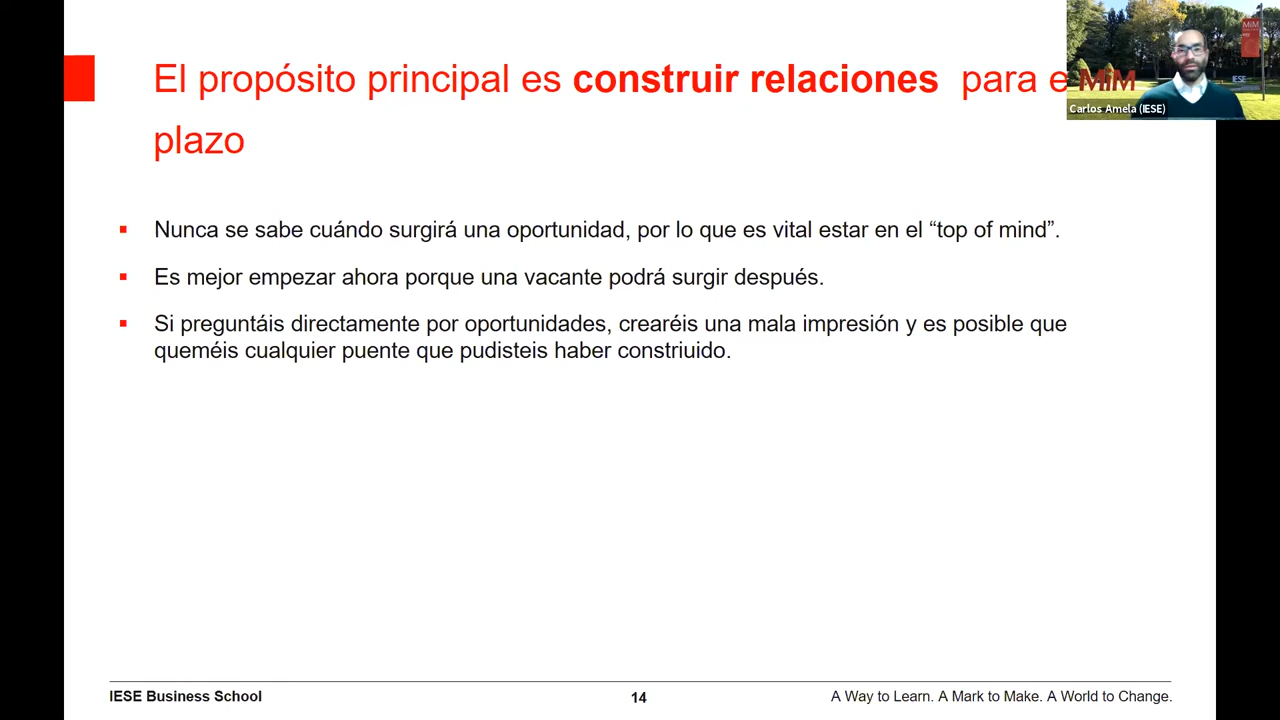 El propósito principal es construir relaciones para e
plazo
Nunca se sabe cuándo surgirá una oportunidad, por lo que es vital estar en el “top of mind”.
Es mejor empezar ahora porque una vacante podrá surgir después.
Si preguntáis directamente por oportunidades, crearéis una mala impresión y es posible que
queméis cualquier puente que pudisteis haber constriuido.
MiM
IESE
MiM
Carlos Amela (IESE)
IESE Business School
14
A Way to Learn. A Mark to Make. A World to Change.